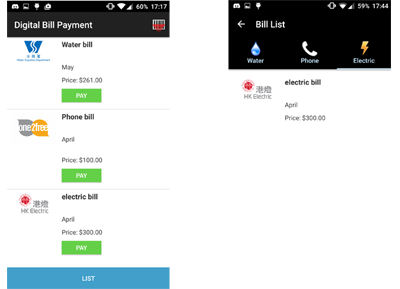 60% 17:17
Digital Bill Payment
Water bill
May
Price: $261.00
PAY
Phone bill
one2free
April
Price: $100.00
PAY
electric bill
港燈
HK Electric
April
Price: $300.00
PAY
LIST
59% 17:44
Bill List
Water Phone Electric
electric bill
港燈
HK Electric
April
Price: $300.00